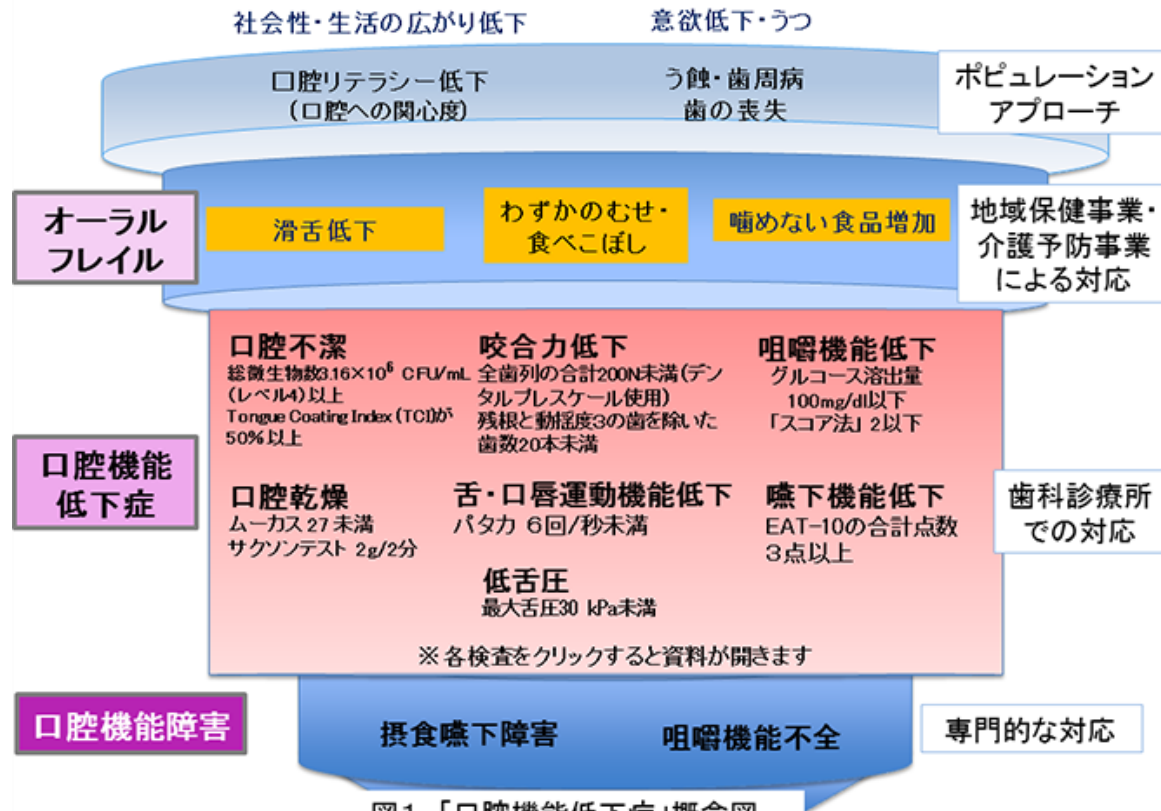 社会性・生活の広がり低下
意欲低下・うつ
口腔リテラシー低下
(口腔への関心度)
う蝕・歯周病
歯の喪失
ポピュレーション
アプローチ
オーラル
フレイル
滑舌低下
わずかのむせ・
食べこぼし
噛めない食品増加
地域保健事業・
介護予防事業
による対応
口腔機能
低下症
口腔不潔
総微生物数3.16×10⁶ CFU/mL
(レベル4)以上
Tongue Coating Index (TCI)が
50%以上
咬合力低下
全歯列の合計200N未満(デン
タルプレスケール使用)
残根と動揺度3の歯を除いた
歯数20本未満
咀嚼機能低下
グルコース溶出量
100mg/dl以下
「スコア法」2以下
口腔乾燥
ムーカス 27 未満
サクソンテスト 2g/2分
舌・口唇運動機能低下
パタカ 6回/秒未満
嚥下機能低下
EAT-10の合計点数
3点以上
低舌圧
最大舌圧30 kPa未満
※各検査をクリックすると資料が開きます
歯科診療所
での対応
口腔機能障害
摂食嚥下障害
咀嚼機能不全
専門的な対応
図1 「口腔機能低下症」概念図